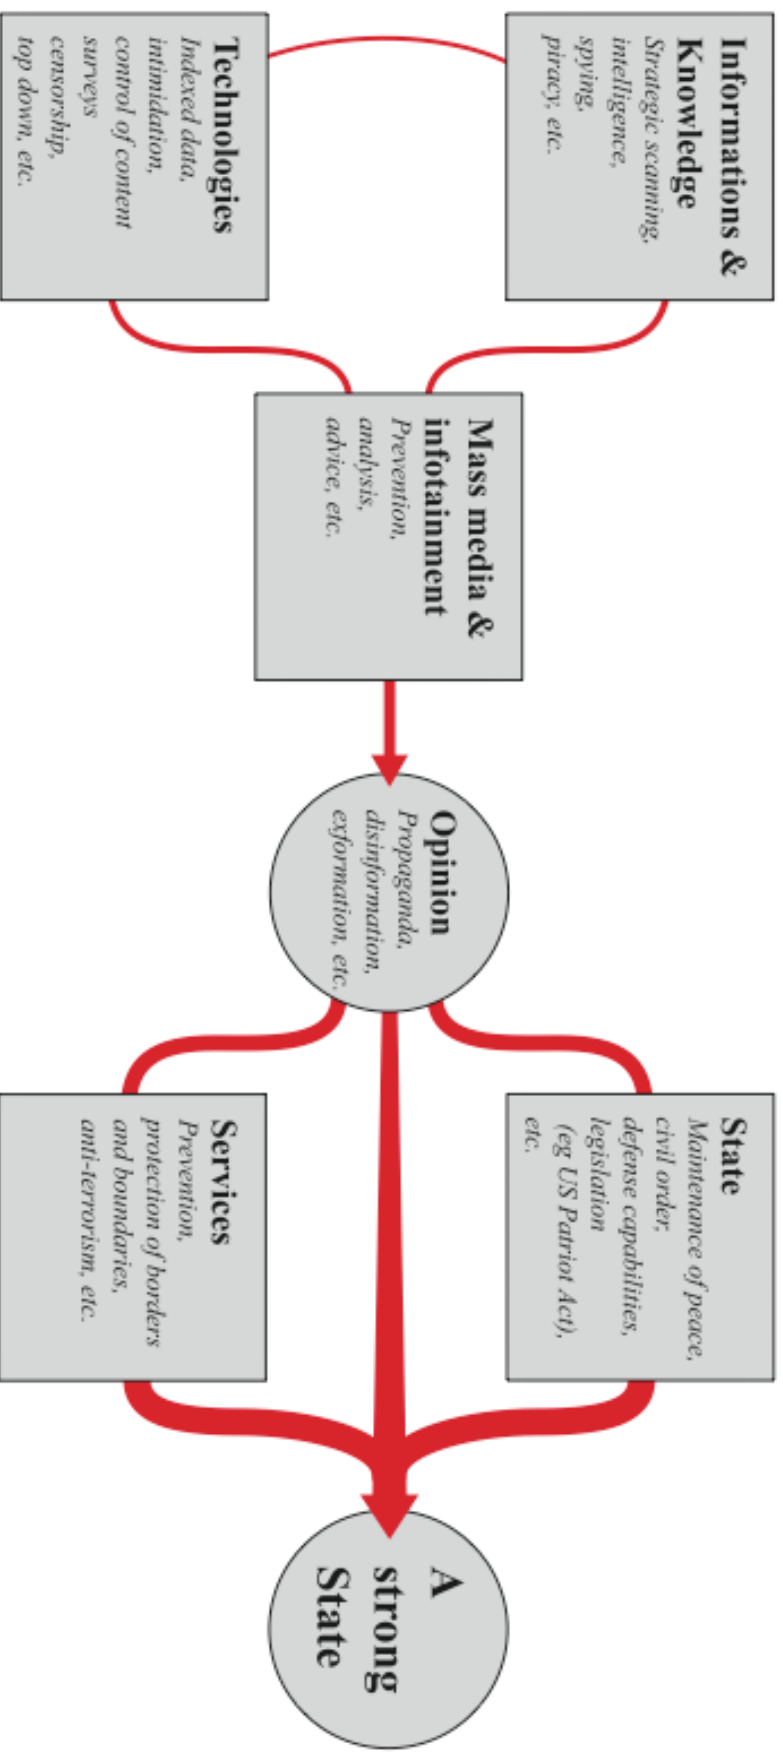 Informations &
Knowledge
Strategic scanning,
intelligence,
spying,
piracy, etc.
Technologies
Indexed data,
intimidation,
control of content
surveys
censorship,
top down, etc.
Mass media &
infotainment
Prevention,
analysis,
advice, etc.
Opinion
Propaganda,
disinformation,
exformation, etc.
State
Maintenance of peace,
civil order,
defense capabilities,
legislation
(eg US Patriot Act),
etc.
Services
Prevention,
protection of borders
and boundaries,
anti-terrorism, etc.
A
strong
State